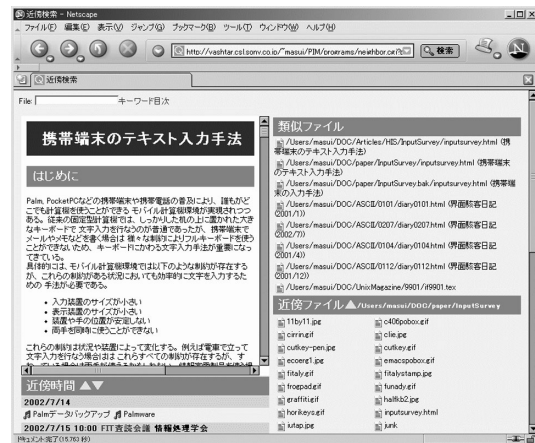 近傍検索 - Netscape
ファイル(F) 編集(E) 表示(V) ジャンプ(G) ブックマーク(B) ツール(T) ウィンドウ(W) ヘルプ(H)
検索
近傍検索
File: キーワード目次
携帯端末のテキスト入力手法
はじめに
Palm, PocketPCなどの携帯端末や携帯電話の普及により、誰もがど
こでも計算機を使うことができる モバイル計算環境が実現されつつ
ある。従来の固定型計算機では、しっかりした机の上に置かれた大き
なキーボードで 文字入力を行なうのが普通であったが、携帯端末で
メールやメモなどを書く場合は 様々な制約によりフルキーボードを使う
ことができないため、キーボードにかわる文字入力手法が重要になっ
てきている。
具体的には、モバイル計算環境では以下のような制約が存在する
が、これらの制約がある状況においても効率的に文字を入力するた
めの 手法が必要である。
• 入力装置のサイズが小さい
• 表示装置のサイズが小さい
• 装置や手の位置が安定しない
• 両手を同時に使うことができない
これらの制約は状況や装置によって変化する。例えば電車で立って
文字入力を行なう場合はは これらすべての制約が存在するが、す
近傍時間 ▲▼
2002/7/14
Palmデータバックアップ Palmware
2002/7/15 10:00 FIT査読会議 情報処理学会
類似ファイル
/Users/masui/DOC/Articles/HIS/InputSurvey/inputsurvey.html (携
帯端末のテキスト入力手法)
/Users/masui/DOC/paper/InputSurvey/inputsurvey.html (携帯端末
のテキスト入力手法)
/Users/masui/DOC/paper/InputSurvey.bak/inputsurvey.html (携帯端
末の入力手法)
/Users/masui/DOC/ASCII/0101/diary0101.html (界面駭客日記
(2001/1))
/Users/masui/DOC/ASCII/0207/diary0207.html (界面駭客日記
(2002/7))
/Users/masui/DOC/ASCII/0104/diary0104.html (界面駭客日記
(2001/4))
/Users/masui/DOC/ASCII/0112/diary0112.html (界面駭客日記
(2001/12))
/Users/masui/DOC/UnixMagazine/9901/if9901.tex
近傍ファイル▲/Users/masui/DOC/paper/InputSurvey
11by11.jpg c406pobox.gif
cirrin.gif clie.jpg
cutkey-pen.jpg cutkey.gif
ecoerg1.jpg emacspobox.gif
fitaly.gif fitalystamp.jpg
frogpad.gif funady.gif
graffiti.gif halfkb2.jpg
horikeys.gif inputsurvey.html
iutap.jpg junk
ドキュメント:完了(15.763 秒)